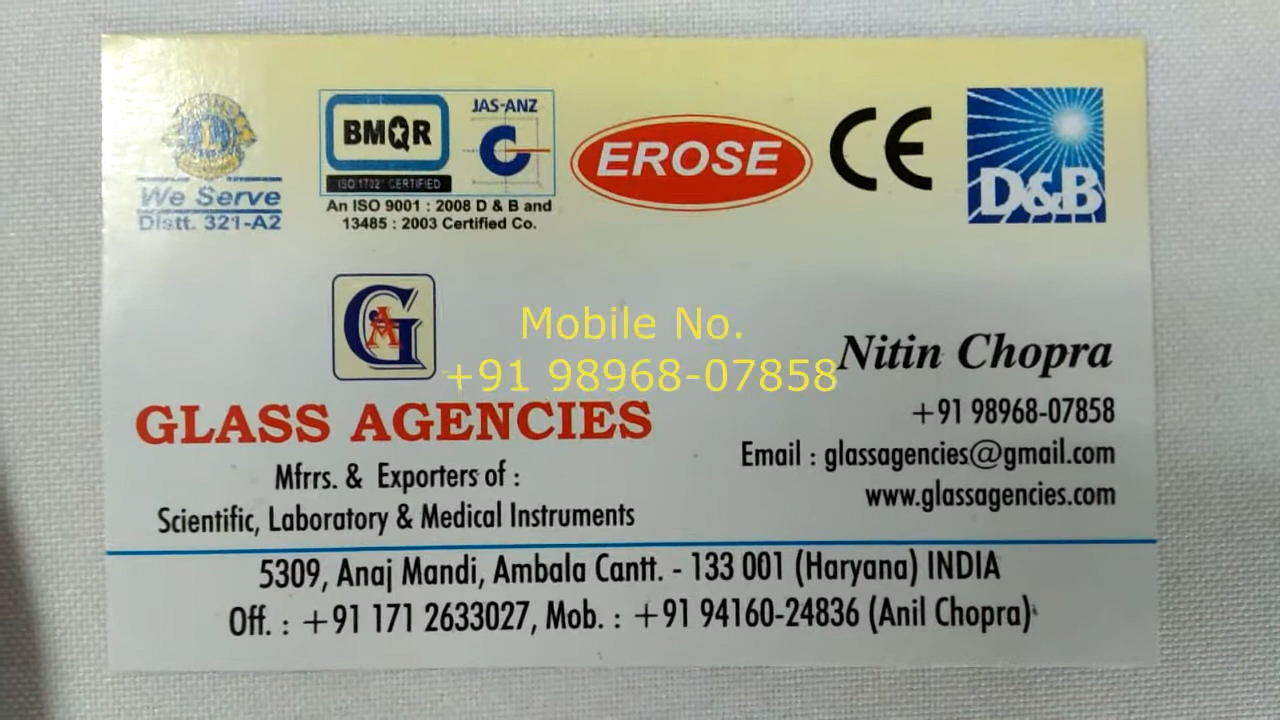 We Serve
Distt. 321-A2
BMQR
JAS-ANZ
CERTIFIED
An ISO 9001 : 2008 D & B and
13485 : 2003 Certified Co.
EROSE
CE
D&B
GA
Mobile No.
+91 98968-07858
GLASS AGENCIES
Mfrrs. & Exporters of :
Scientific, Laboratory & Medical Instruments
Nitin Chopra
+91 98968-07858
Email : glassagencies@gmail.com
www.glassagencies.com
5309, Anaj Mandi, Ambala Cantt. - 133 001 (Haryana) INDIA
Off. : +91 171 2633027, Mob. : +91 94160-24836 (Anil Chopra)